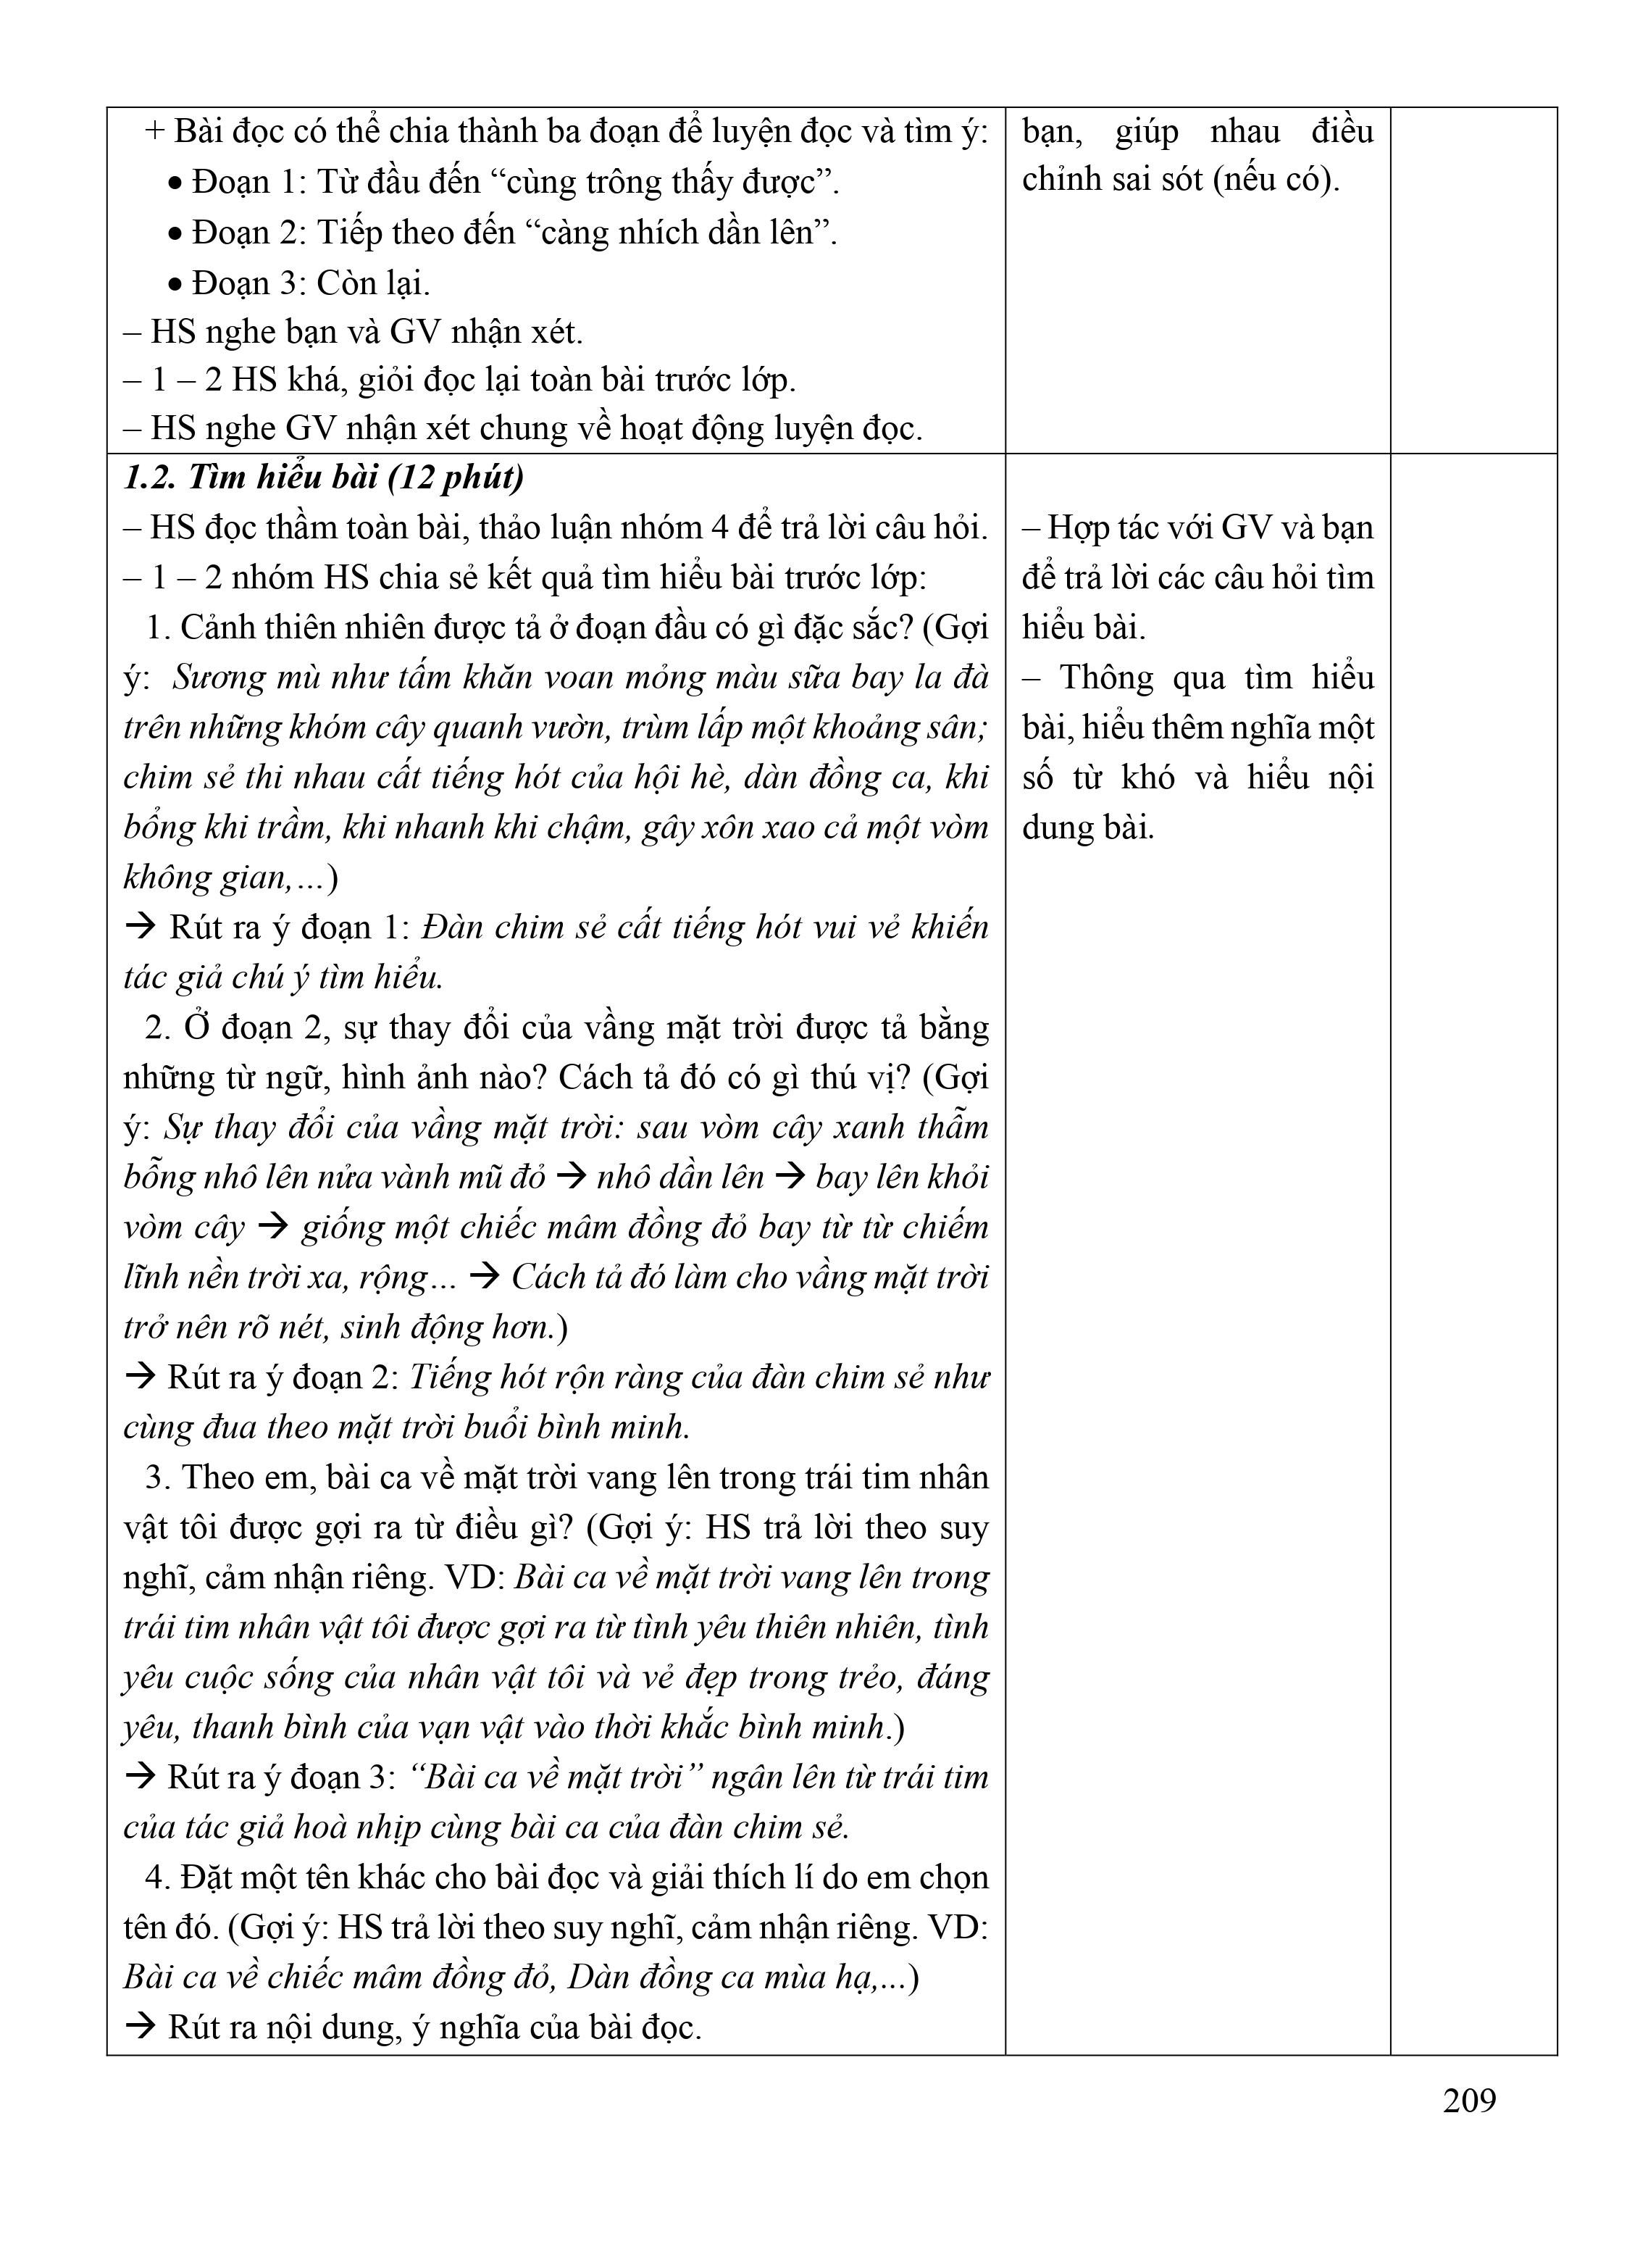 + Bài đọc có thể chia thành ba đoạn để luyện đọc và tìm ý:
• Đoạn 1: Từ đầu đến “cùng trông thấy được”.
• Đoạn 2: Tiếp theo đến “càng nhích dần lên”.
• Đoạn 3: Còn lại.
– HS nghe bạn và GV nhận xét.
– 1 – 2 HS khá, giỏi đọc lại toàn bài trước lớp.
– HS nghe GV nhận xét chung về hoạt động luyện đọc.
bạn, giúp nhau điều
chỉnh sai sót (nếu có).
1.2. Tìm hiểu bài (12 phút)
– HS đọc thầm toàn bài, thảo luận nhóm 4 để trả lời câu hỏi.
– 1 – 2 nhóm HS chia sẻ kết quả tìm hiểu bài trước lớp:
1. Cảnh thiên nhiên được tả ở đoạn đầu có gì đặc sắc? (Gợi
ý: Sương mù như tấm khăn voan mỏng màu sữa bay la đà
trên những khóm cây quanh vườn, trùm lấp một khoảng sân;
chim sẻ thi nhau cất tiếng hót của hội hè, dàn đồng ca, khi
bổng khi trầm, khi nhanh khi chậm, gây xôn xao cả một vòm
không gian,…)
→ Rút ra ý đoạn 1: Đàn chim sẻ cất tiếng hót vui vẻ khiến
tác giả chú ý tìm hiểu.
2. Ở đoạn 2, sự thay đổi của vầng mặt trời được tả bằng
những từ ngữ, hình ảnh nào? Cách tả đó có gì thú vị? (Gợi
ý: Sự thay đổi của vầng mặt trời: sau vòm cây xanh thẫm
bỗng nhô lên nửa vành mũ đỏ → nhô dần lên → bay lên khỏi
vòm cây → giống một chiếc mâm đồng đỏ bay từ từ chiếm
lĩnh nền trời xa, rộng… → Cách tả đó làm cho vầng mặt trời
trở nên rõ nét, sinh động hơn.)
→ Rút ra ý đoạn 2: Tiếng hót rộn ràng của đàn chim sẻ như
cùng đua theo mặt trời buổi bình minh.
3. Theo em, bài ca về mặt trời vang lên trong trái tim nhân
vật tôi được gợi ra từ điều gì? (Gợi ý: HS trả lời theo suy
nghĩ, cảm nhận riêng. VD: Bài ca về mặt trời vang lên trong
trái tim nhân vật tôi được gợi ra từ tình yêu thiên nhiên, tình
yêu cuộc sống của nhân vật tôi và vẻ đẹp trong trẻo, đáng
yêu, thanh bình của vạn vật vào thời khắc bình minh.)
→ Rút ra ý đoạn 3: “Bài ca về mặt trời” ngân lên từ trái tim
của tác giả hoà nhịp cùng bài ca của đàn chim sẻ.
4. Đặt một tên khác cho bài đọc và giải thích lí do em chọn
tên đó. (Gợi ý: HS trả lời theo suy nghĩ, cảm nhận riêng. VD:
Bài ca về chiếc mâm đồng đỏ, Dàn đồng ca mùa hạ,...)
→ Rút ra nội dung, ý nghĩa của bài đọc.
– Hợp tác với GV và bạn
để trả lời các câu hỏi tìm
hiểu bài.
– Thông qua tìm hiểu
bài, hiểu thêm nghĩa một
số từ khó và hiểu nội
dung bài.
209